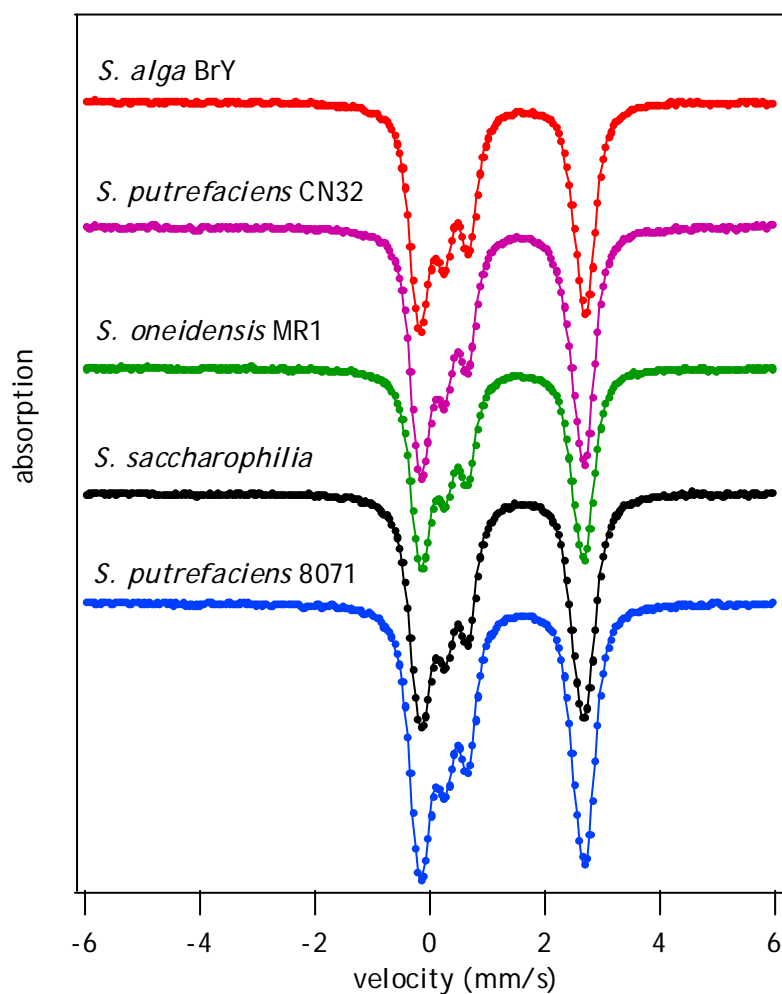 S. alga BrY
S. putrefaciens CN32
S. oneidensis MR1
S. saccharophilia
S. putrefaciens 8071
absorption
-6 -4 -2 0 2 4 6
velocity (mm/s)